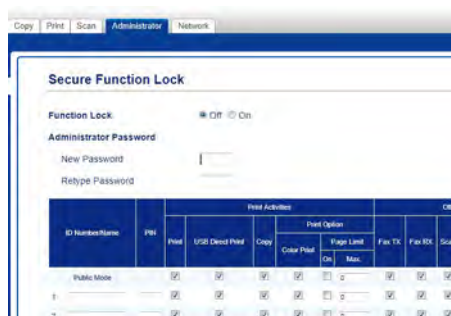 Copy Print Scan Administrator Network
Secure Function Lock
Function Lock Off On
Administrator Password
New Password
Retype Password
Print Activities
Print Option
ID Number/Name PIN Print USB Direct Print Copy Color Print Page Limit Fax TX Fax RX
On Max.
Public Mode 0
1 0